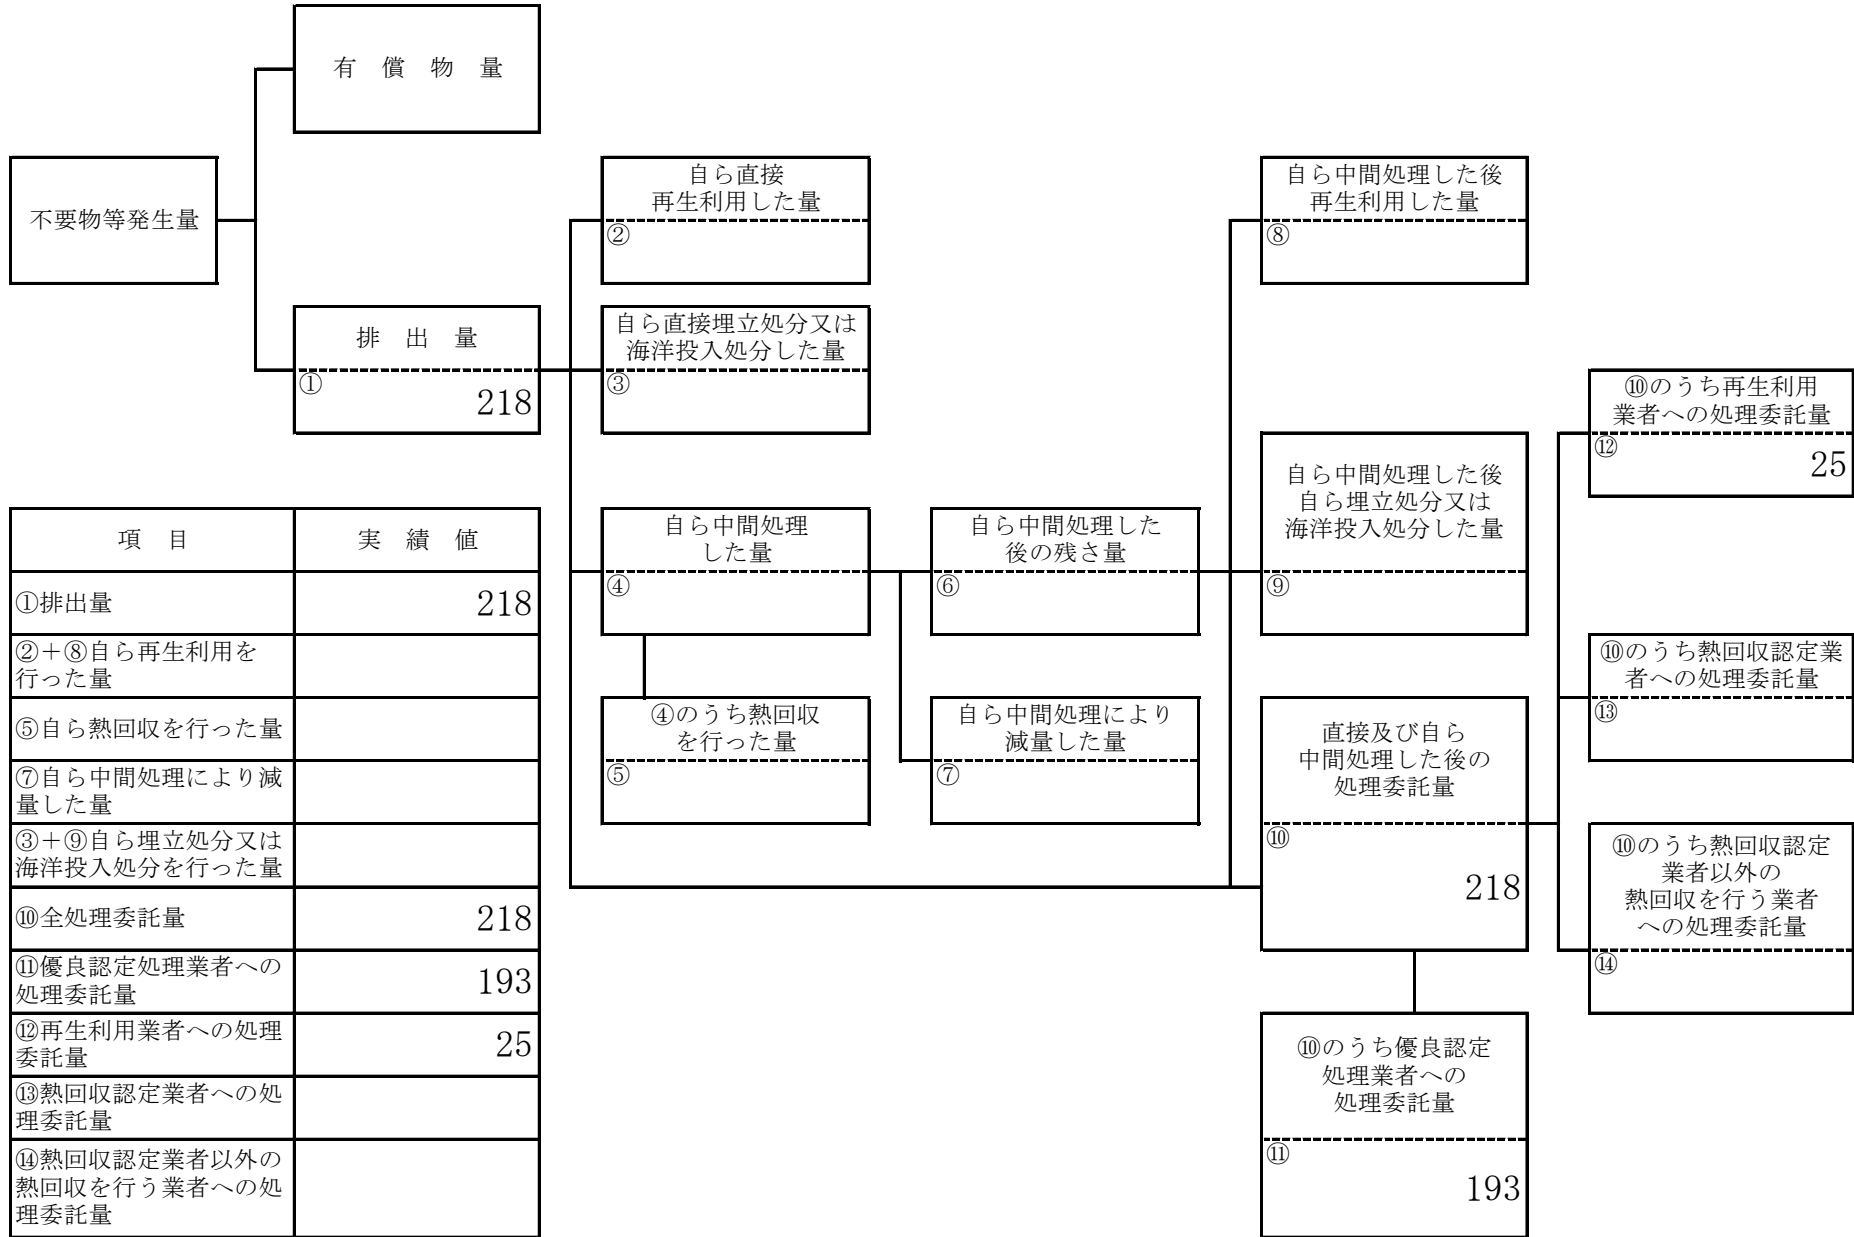 有　償　物　量
不要物等発生量
排　出　量
①
218
自ら直接
再生利用した量
②
自ら直接埋立処分又は
海洋投入処分した量
③
自ら中間処理
した量
④
④のうち熱回収
を行った量
⑤
自ら中間処理した
後の残さ量
⑥
自ら中間処理により
減量した量
⑦
自ら中間処理した後
再生利用した量
⑧
自ら中間処理した後
自ら埋立処分又は
海洋投入処分した量
⑨
直接及び自ら
中間処理した後の
処理委託量
⑩
218
⑩のうち優良認定
処理業者への
処理委託量
⑪
193
⑩のうち再生利用
業者への処理委託量
⑫
25
⑩のうち熱回収認定業
者への処理委託量
⑬
⑩のうち熱回収認定
業者以外の
熱回収を行う業者
への処理委託量
⑭
項　目　実　績　値
①排出量 218
②＋⑧自ら再生利用を
行った量
⑤自ら熱回収を行った量
⑦自ら中間処理により減
量した量
③＋⑨自ら埋立処分又は
海洋投入処分を行った量
⑩全処理委託量 218
⑪優良認定処理業者への
処理委託量 193
⑫再生利用業者への処理
委託量 25
⑬熱回収認定業者への処
理委託量
⑭熱回収認定業者以外の
熱回収を行う業者への処
理委託量